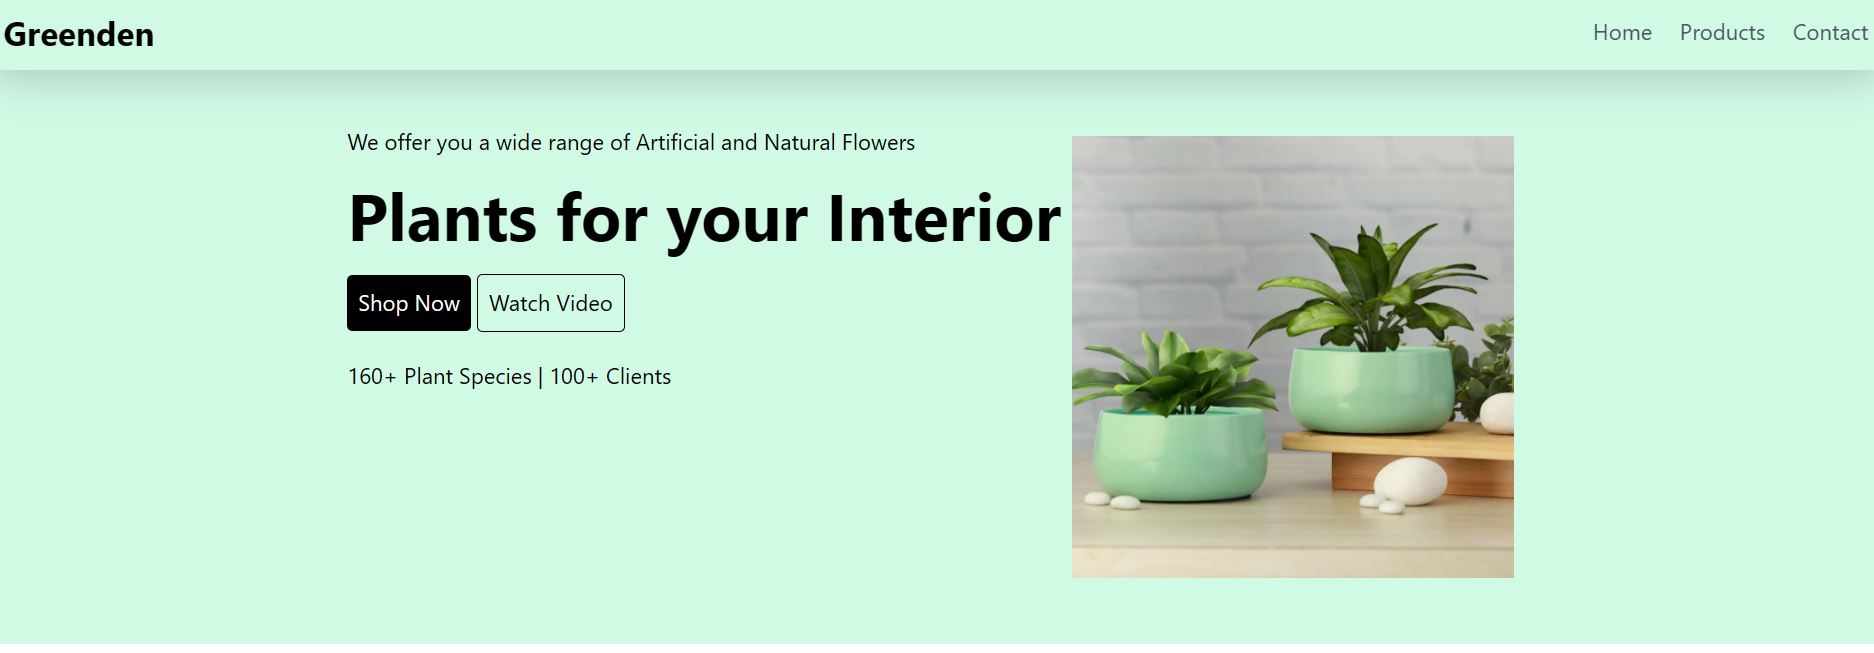 Greenden
Home Products Contact
We offer you a wide range of Artificial and Natural Flowers
Plants for your Interior
Shop Now Watch Video
160+ Plant Species | 100+ Clients